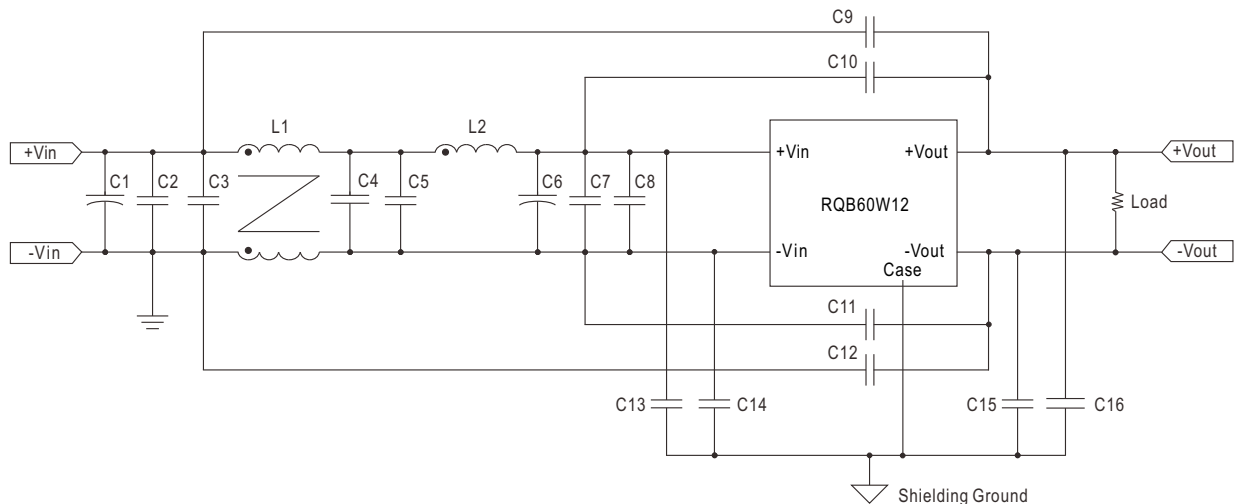 C9
C10
L1
L2
+Vin
C1
C2
C3
C4
C5
C6
C7
C8
+Vin
+Vout
+Vout
RQB60W12
Load
-Vin
-Vin
-Vout
-Vout
Case
C11
C12
C13
C14
C15
C16
Shielding Ground